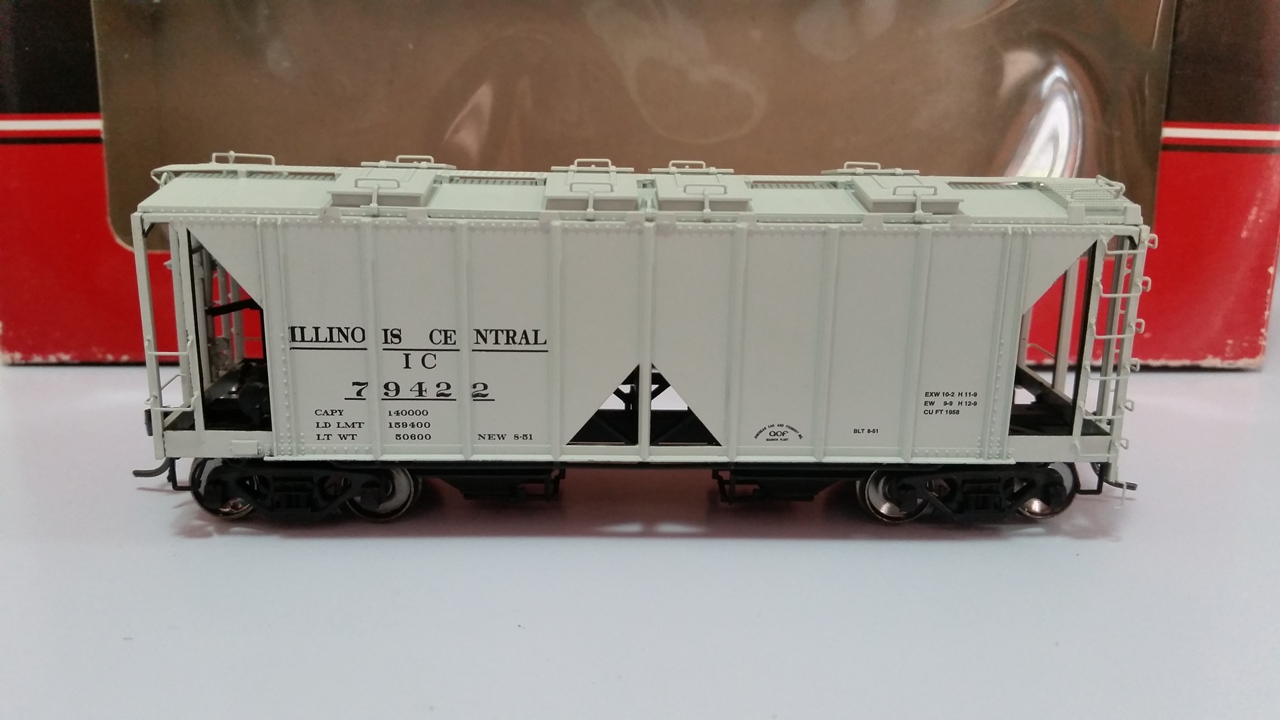 ILLINOIS CENTRAL
IC
79422
CAPY 140000
LD LMT 159400
LT WT 50600 NEW 8-51
EXW 10-2 H 11-9
EW 9-9 H 12-9
CU FT 1958
BLT 8-51